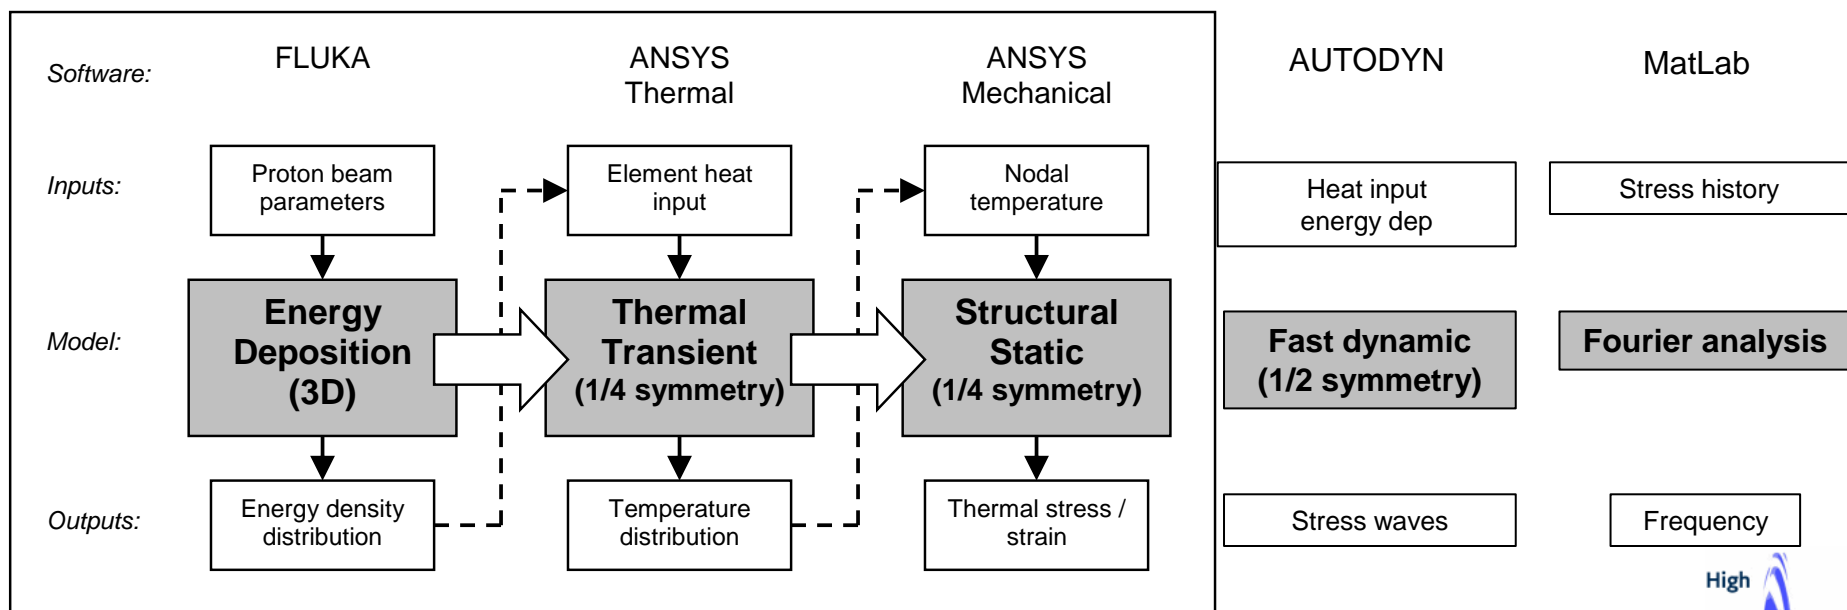 Software:
FLUKA
ANSYS
Thermal
ANSYS
Mechanical
AUTODYN
MatLab
Inputs:
Proton beam
parameters
Element heat
input
Nodal
temperature
Heat input
energy dep
Stress history
Model:
Energy
Deposition
(3D)
Thermal
Transient
(1/4 symmetry)
Structural
Static
(1/4 symmetry)
Fast dynamic
(1/2 symmetry)
Fourier analysis
Outputs:
Energy density
distribution
Temperature
distribution
Thermal stress /
strain
Stress waves
Frequency
High